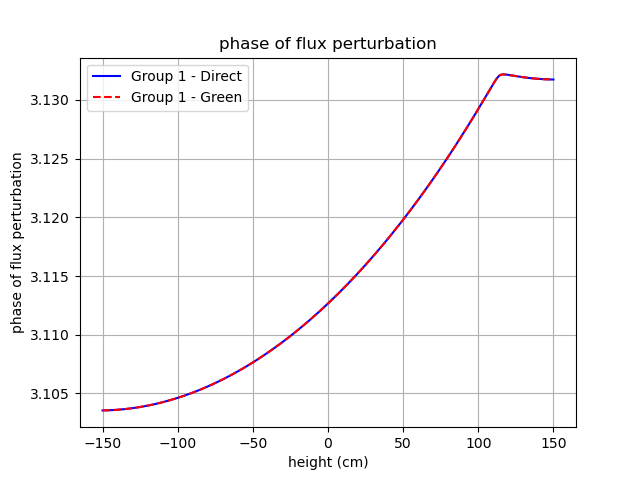 phase of flux perturbation
Group 1 - Direct
Group 1 - Green
phase of flux perturbation
3.130
3.125
3.120
3.115
3.110
3.105
−150
−100
−50
0
50
100
150
height (cm)